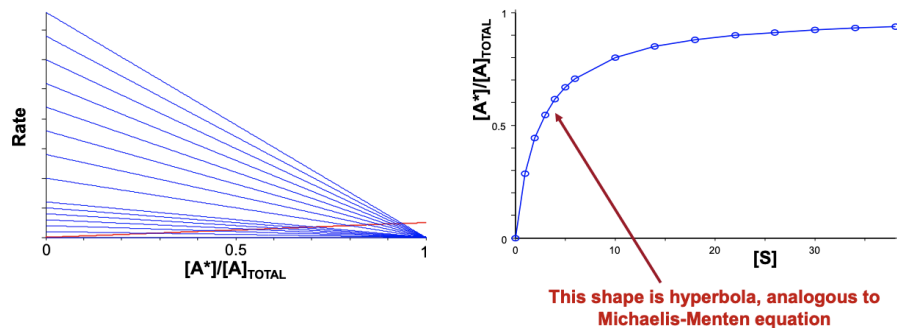 Rate
0
0.5
1
[A*]/[A]TOTAL
[A*]/[A]TOTAL
1
0.5
0
0
10
20
30
[S]
This shape is hyperbola, analogous to
Michaelis-Menten equation